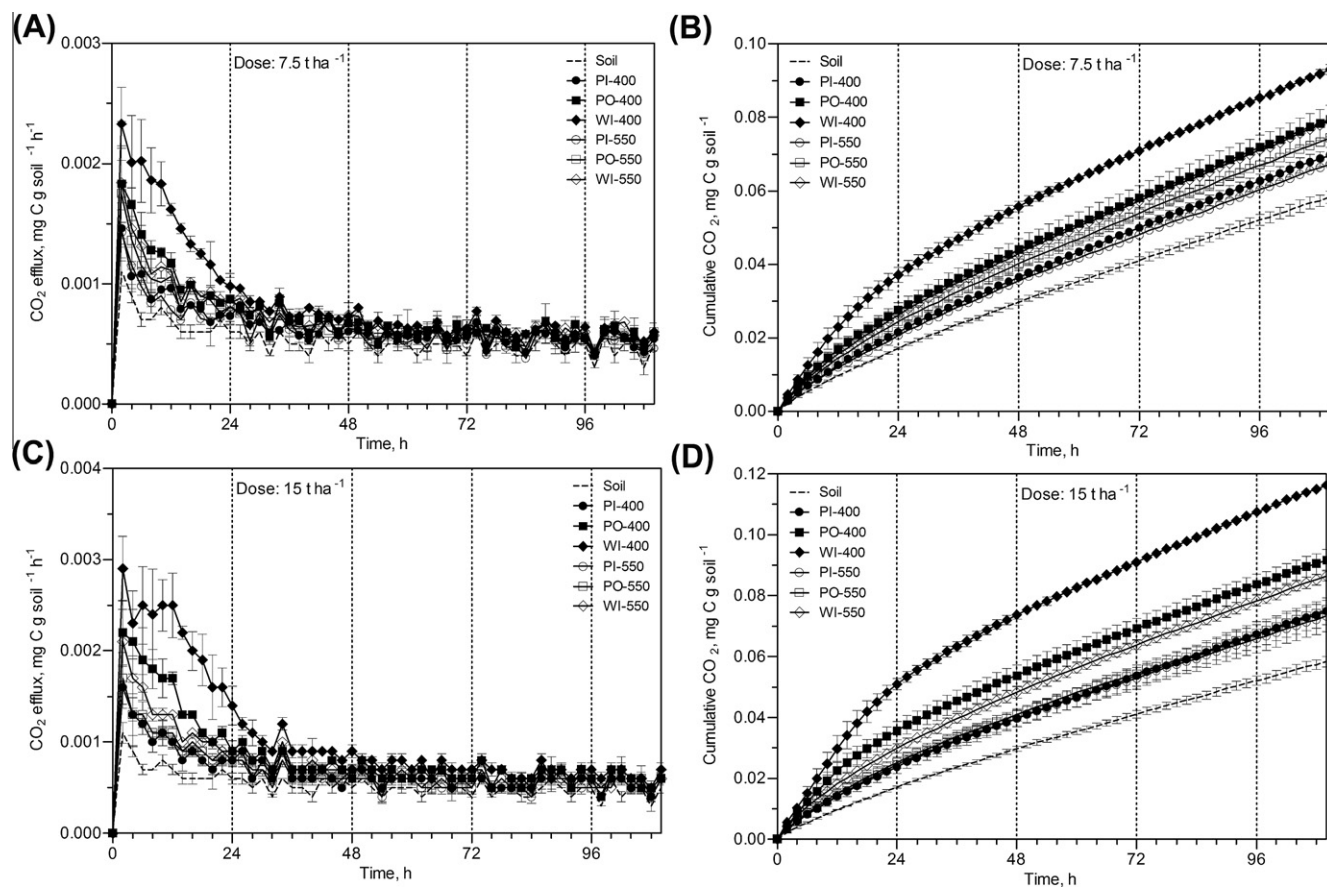 (A)
0.003
0.002
0.001
0.000
CO2 efflux, mg C g soil -1 h-1
Dose: 7.5 t ha -1
Soil
PI-400
PO-400
WI-400
PI-550
PO-550
WI-550
0 24 48 72 96
Time, h
(B)
0.10
0.08
0.06
0.04
0.02
0.00
Cumulative CO 2, mg C g soil -1
Dose: 7.5 t ha -1
Soil
PI-400
PO-400
WI-400
PI-550
PO-550
WI-550
0 24 48 72 96
Time, h
(C)
0.004
0.003
0.002
0.001
0.000
CO2 efflux, mg C g soil -1 h-1
Dose: 15 t ha -1
Soil
PI-400
PO-400
WI-400
PI-550
PO-550
WI-550
0 24 48 72 96
Time, h
(D)
0.12
0.10
0.08
0.06
0.04
0.02
0.00
Cumulative CO 2, mg C g soil -1
Dose: 15 t ha -1
Soil
PI-400
PO-400
WI-400
PI-550
PO-550
WI-550
0 24 48 72 96
Time, h